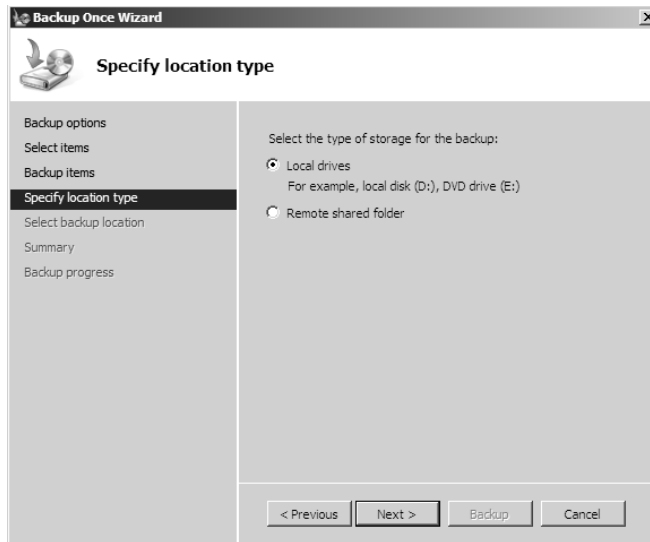 Backup Once Wizard
Specify location type
Backup options
Select items
Backup items
Specify location type
Select backup location
Summary
Backup progress
Select the type of storage for the backup:
Local drives
For example, local disk (D:), DVD drive (E:)
Remote shared folder
< Previous
Next >
Backup
Cancel